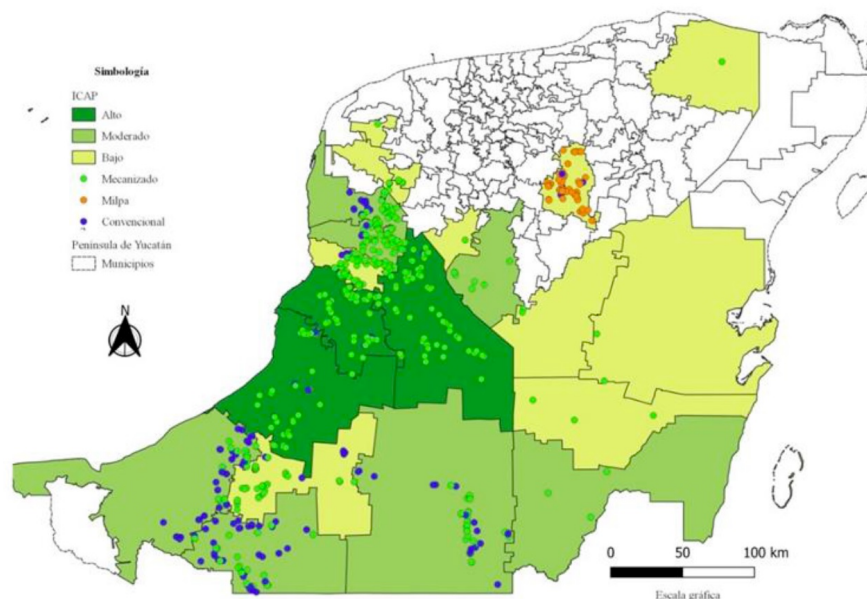 Simbología
ICAP
Alto
Moderado
Bajo
Mecanizado
Milpa
Convencional
Península de Yucatán
Municipios
N
0 50 100 km
Escala gráfica